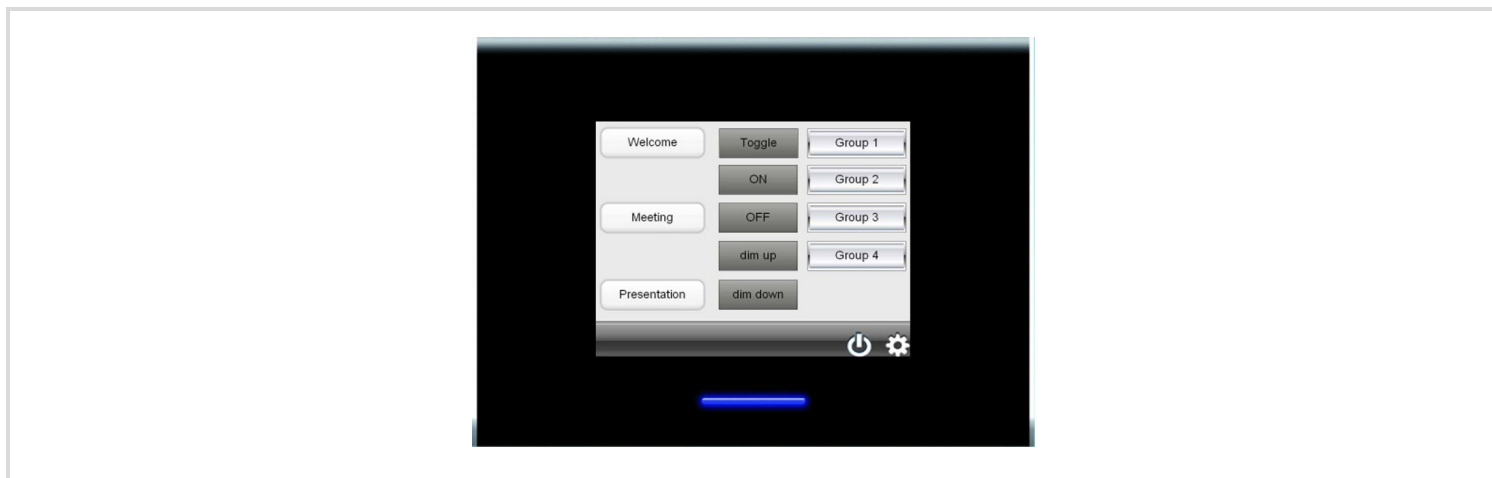 Welcome
Toggle
Group 1
ON
Group 2
Meeting
OFF
Group 3
dim up
Group 4
Presentation
dim down